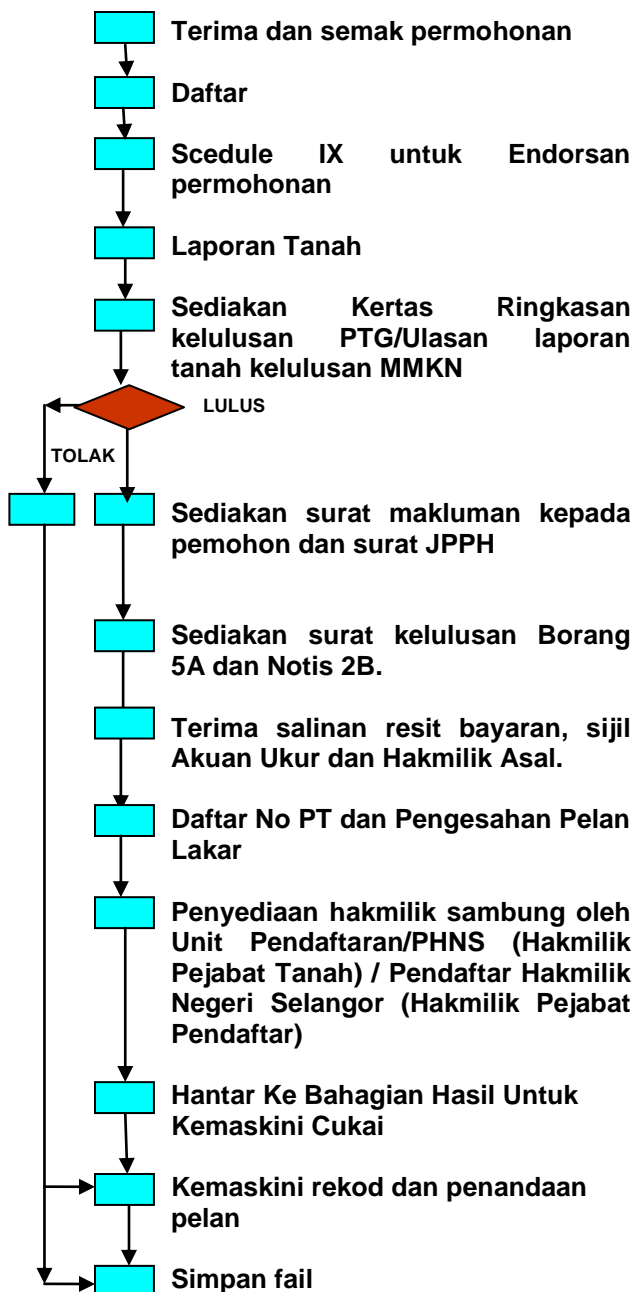 Terima dan semak permohonan
Daftar
Scedule IX untuk Endorsan
permohonan
Laporan Tanah
Sediakan Kertas Ringkasan
kelulusan PTG/Ulasan laporan
tanah kelulusan MMKN
LULUS
TOLAK
Sediakan surat makluman kepada
pemohon dan surat JPPH
Sediakan surat kelulusan Borang
5A dan Notis 2B.
Terima salinan resit bayaran, sijil
Akuan Ukur dan Hakmilik Asal.
Daftar No PT dan Pengesahan Pelan
Lakar
Penyediaan hakmilik sambung oleh
Unit Pendaftaran/PHNS (Hakmilik
Pejabat Tanah) / Pendaftar Hakmilik
Negeri Selangor (Hakmilik Pejabat
Pendaftar)
Hantar Ke Bahagian Hasil Untuk
Kemaskini Cukai
Kemaskini rekod dan penandaan
pelan
Simpan fail